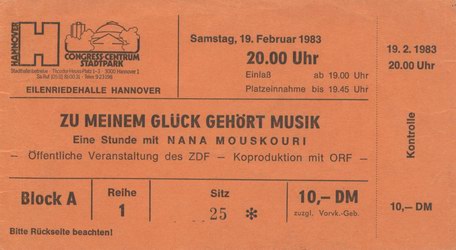 HANNOVER
H
CONGRESS-CENTRUM
STADTPARK
EILENRIEDEHALLE HANNOVER
Samstag, 19. Februar 1983
20.00 Uhr
Einlaß ab 19.00 Uhr
Platzeinnahme bis 19.45 Uhr
ZU MEINEM GLÜCK GEHÖRT MUSIK
Eine Stunde mit NANA MOUSKOURI
— Öffentliche Veranstaltung des ZDF — Koproduktion mit ORF —
Block A
Reihe
1
Sitz
25 *
10,– DM
zuzgl. Vorvk.-Geb.
Bitte Rückseite beachten!
19. 2. 1983
20.00 Uhr
Kontrolle
10,– DM